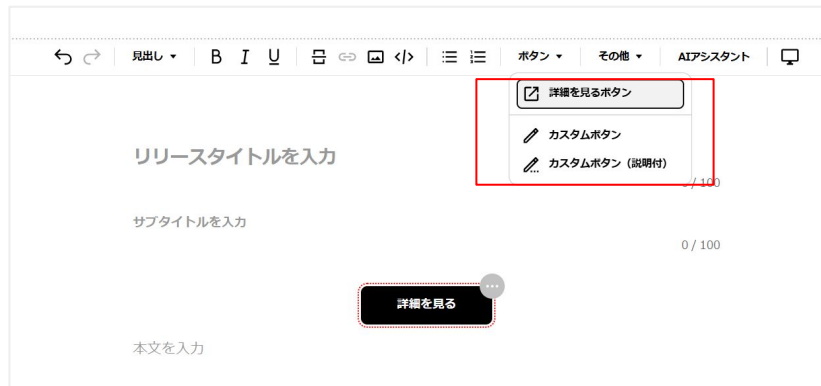 見出し B I U ボタン その他 AIアシスタント
詳細を見るボタン
カスタムボタン
カスタムボタン（説明付）
リリースタイトルを入力
0 / 100
サブタイトルを入力
0 / 100
詳細を見る
本文を入力